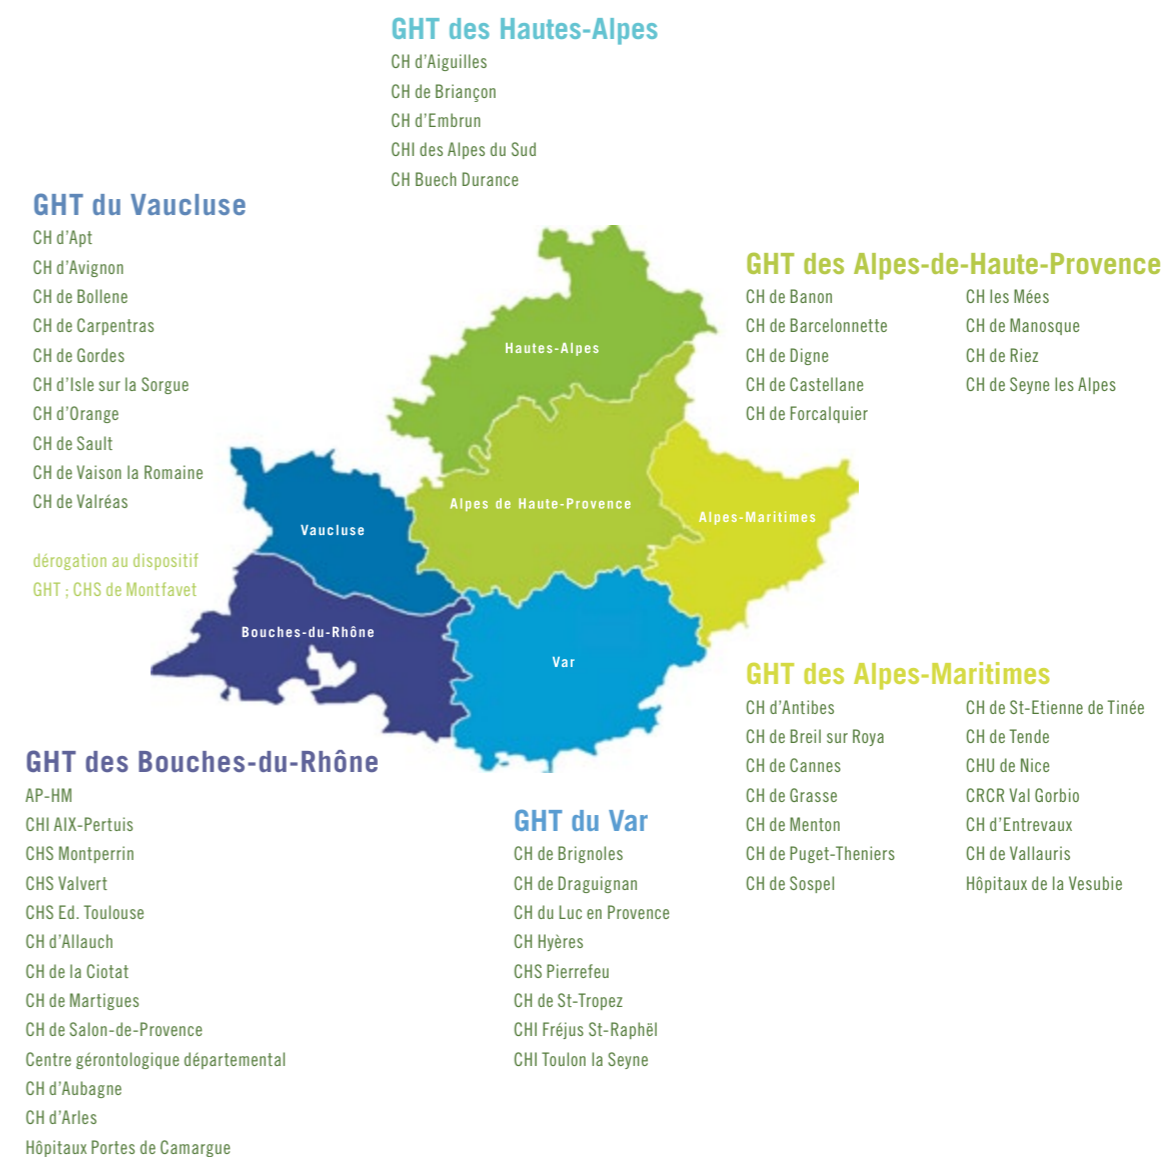 GHT des Hautes-Alpes
CH d'Aiguilles
CH de Briançon
CH d'Embrun
CHI des Alpes du Sud
CH Buech Durance
GHT du Vaucluse
CH d'Apt
CH d'Avignon
CH de Bollene
CH de Carpentras
CH de Gordes
CH d'Isle sur la Sorgue
CH d'Orange
CH de Sault
CH de Vaison la Romaine
CH de Valréas
dérogation au dispositif
GHT ; CHS de Montfavet
GHT des Alpes-de-Haute-Provence
CH de Banon
CH de Barcelonnette
CH de Digne
CH de Castellane
CH de Forcalquier
CH les Mées
CH de Manosque
CH de Riez
CH de Seyne les Alpes
Hautes-Alpes
Alpes de Haute-Provence
Alpes-Maritimes
Vaucluse
Bouches-du-Rhône
Var
GHT des Alpes-Maritimes
CH d'Antibes
CH de Breil sur Roya
CH de Cannes
CH de Grasse
CH de Menton
CH de Puget-Theniers
CH de Sospel
CH de St-Etienne de Tinée
CH de Tende
CHU de Nice
CRCR Val Gorbio
CH d'Entrevaux
CH de Vallauris
Hôpitaux de la Vesubie
GHT des Bouches-du-Rhône
AP-HM
CHI AIX-Pertuis
CHS Montperrin
CHS Valvert
CHS Ed. Toulouse
CH d'Allauch
CH de la Ciotat
CH de Martigues
CH de Salon-de-Provence
Centre gérontologique départemental
CH d'Aubagne
CH d'Arles
Hôpitaux Portes de Camargue
GHT du Var
CH de Brignoles
CH de Draguignan
CH du Luc en Provence
CH Hyères
CHS Pierrefeu
CH de St-Tropez
CHI Fréjus St-Raphël
CHI Toulon la Seyne